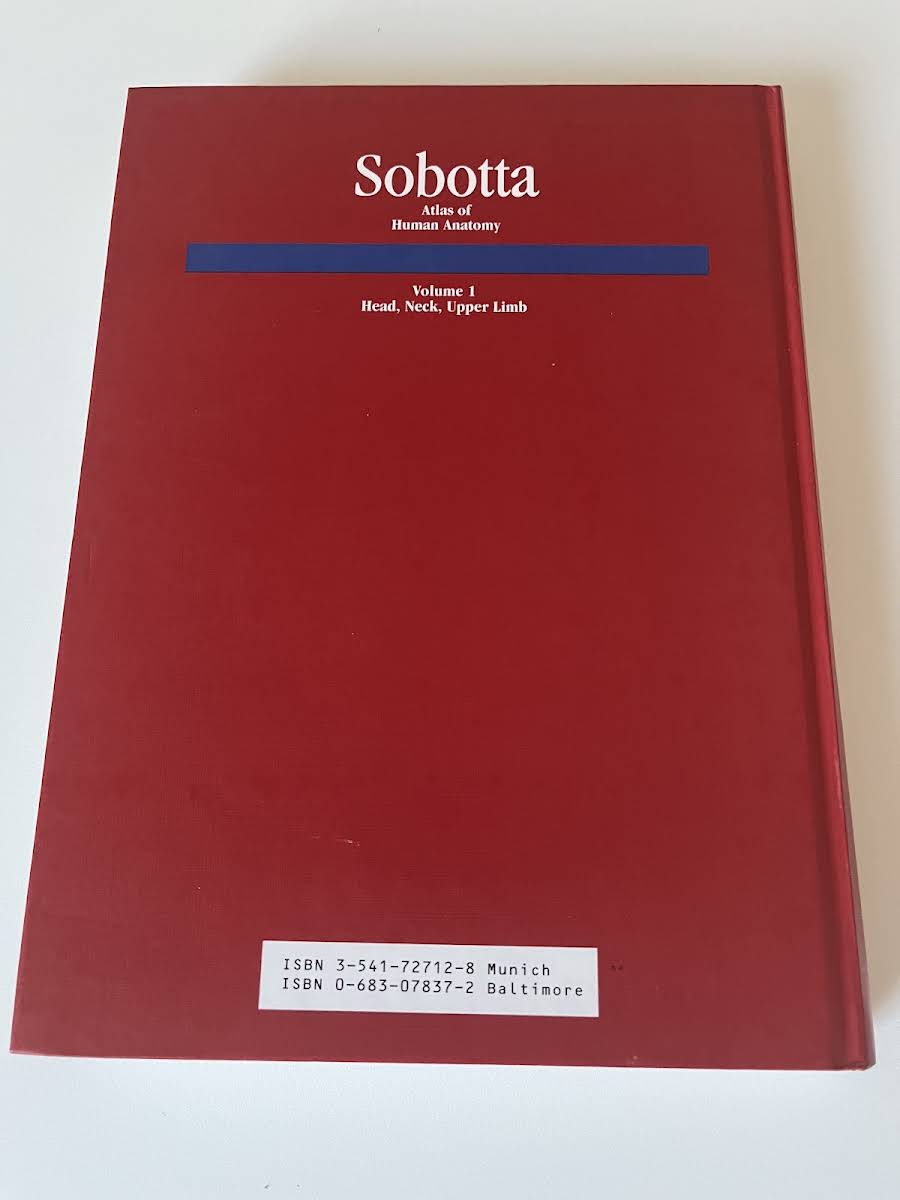 Sobotta
Atlas of
Human Anatomy
Volume 1
Head, Neck, Upper Limb
ISBN 3-541-72712-8 Munich
ISBN 0-683-07837-2 Baltimore